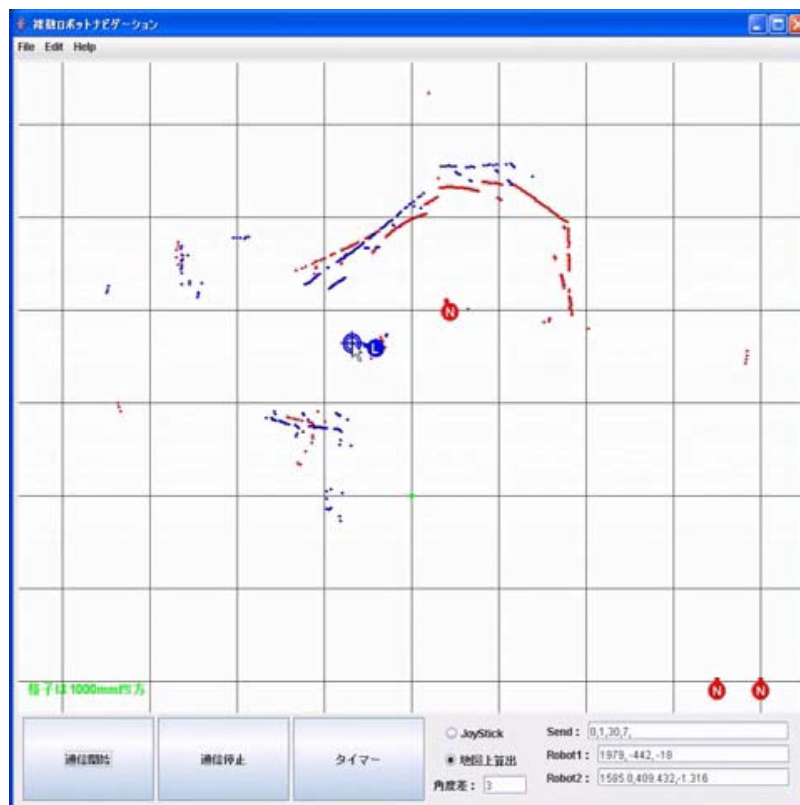 複数ロボットナビゲーション
File Edit Help
N
L
N N
格子は1000mm四方
通信開始 通信停止 タイマー
JoyStick
地図上算出
角度差： 3
Send : 0,1,30,7,
Robot1 : 1979, -442, -18
Robot2 : 1585.0,409.432,-1.316